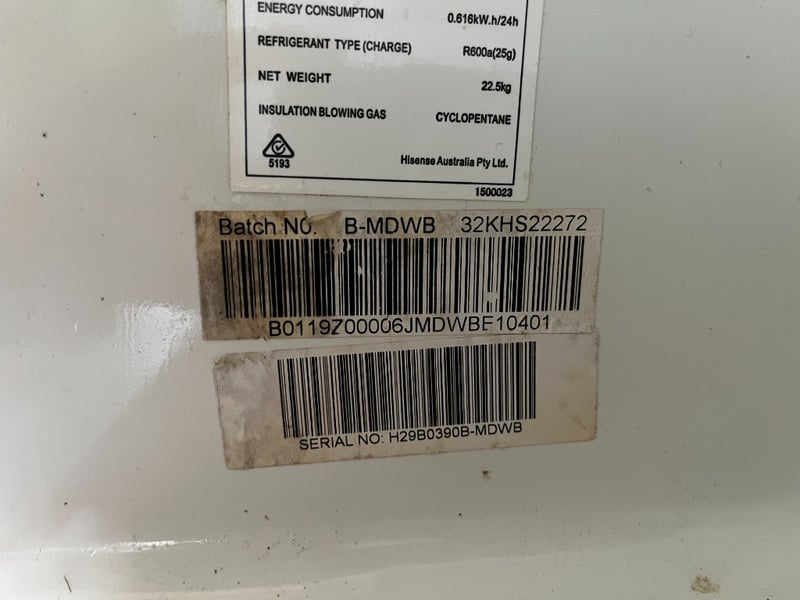 ENERGY CONSUMPTION 0.616kW.h/24h
REFRIGERANT TYPE (CHARGE) R600a(25g)
NET WEIGHT 22.5kg
INSULATION BLOWING GAS CYCLOPENTANE
5193 Hisense Australia Pty Ltd.
1500023
Batch NO. B-MDWB 32KHS22272
B0119Z00006JMDWBE10401
SERIAL NO: H29B0390B-MDWB